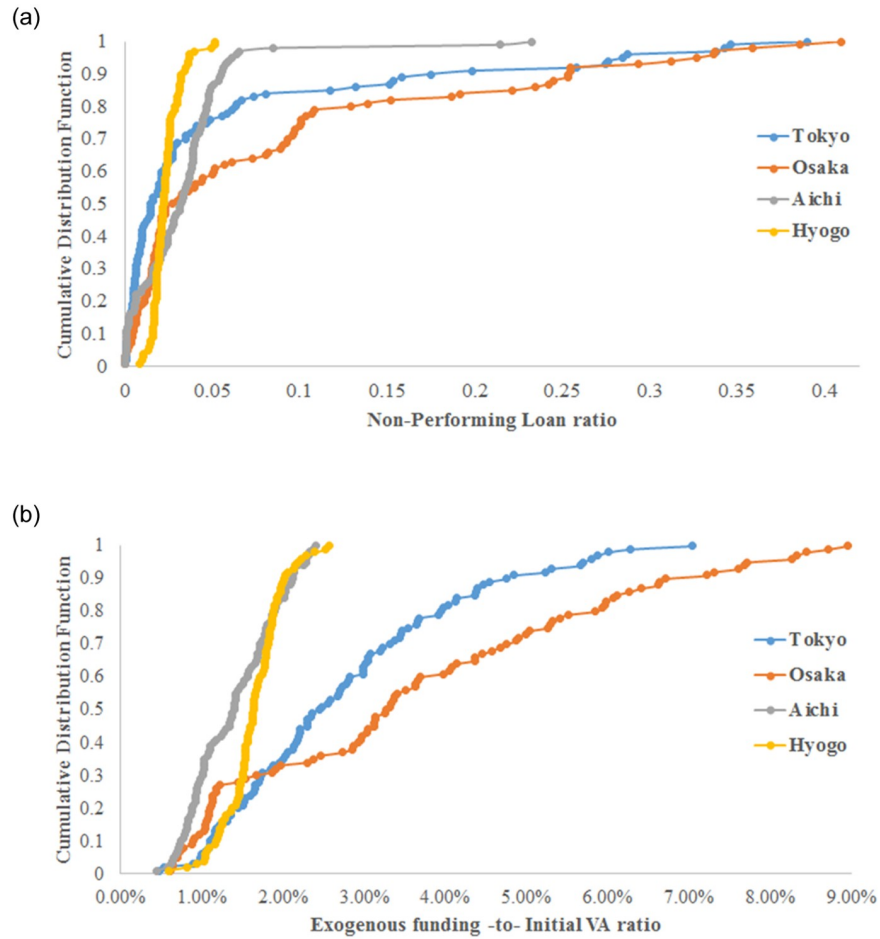 (a)
1
0.9
0.8
0.7
0.6
0.5
0.4
0.3
0.2
0.1
0
Cumulative Distribution Function
0 0.05 0.1 0.15 0.2 0.25 0.3 0.35 0.4
Non-Performing Loan ratio
Tokyo
Osaka
Aichi
Hyogo
(b)
1
0.9
0.8
0.7
0.6
0.5
0.4
0.3
0.2
0.1
0
Cumulative Distribution Function
0.00% 1.00% 2.00% 3.00% 4.00% 5.00% 6.00% 7.00% 8.00% 9.00%
Exogenous funding -to- Initial VA ratio
Tokyo
Osaka
Aichi
Hyogo